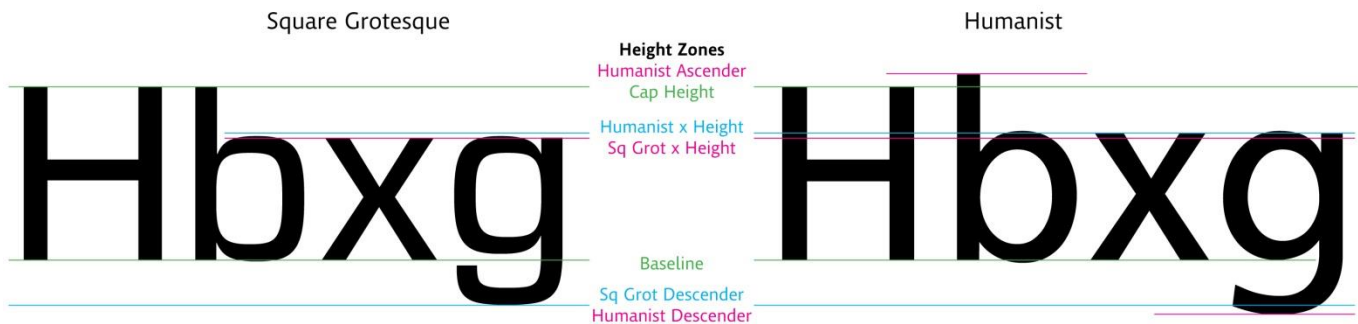 Square Grotesque
Humanist
Height Zones
Humanist Ascender
Cap Height
Humanist x Height
Sq Grot x Height
Hbxg
Hbxg
Baseline
Sq Grot Descender
Humanist Descender